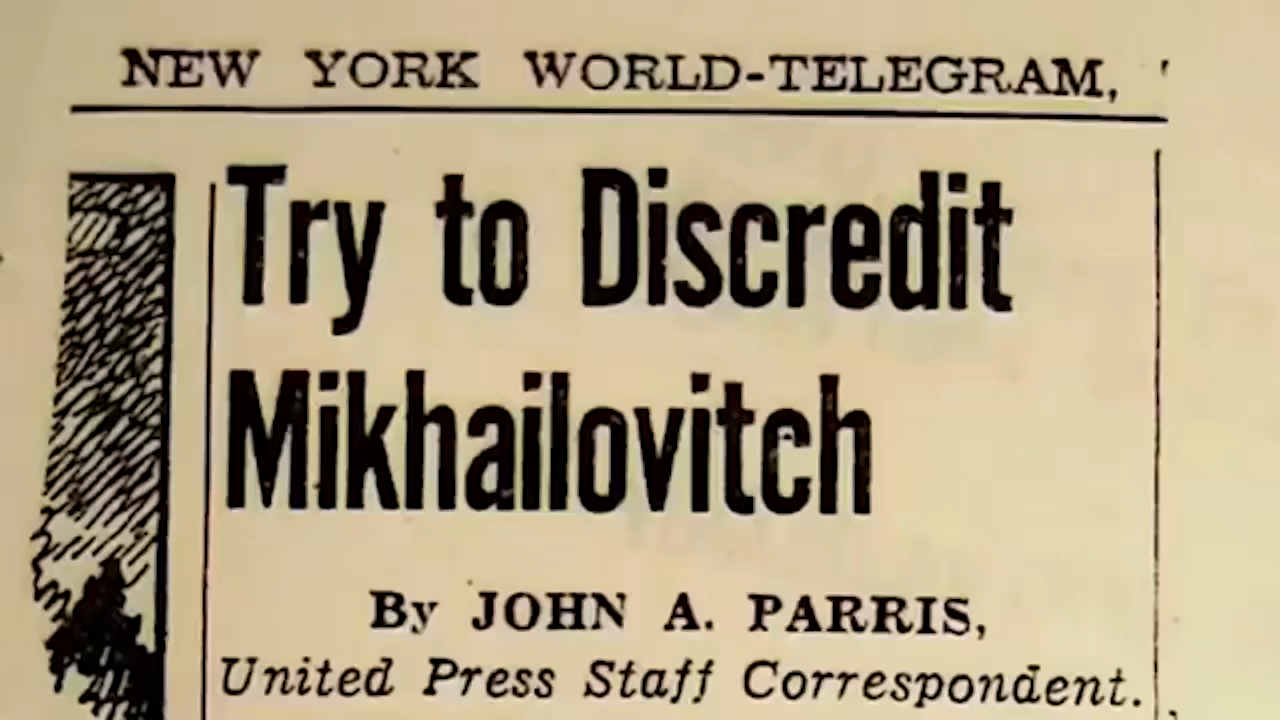 NEW YORK WORLD-TELEGRAM,
Try to Discredit
Mikhailovitch
By JOHN A. PARRIS,
United Press Staff Correspondent.